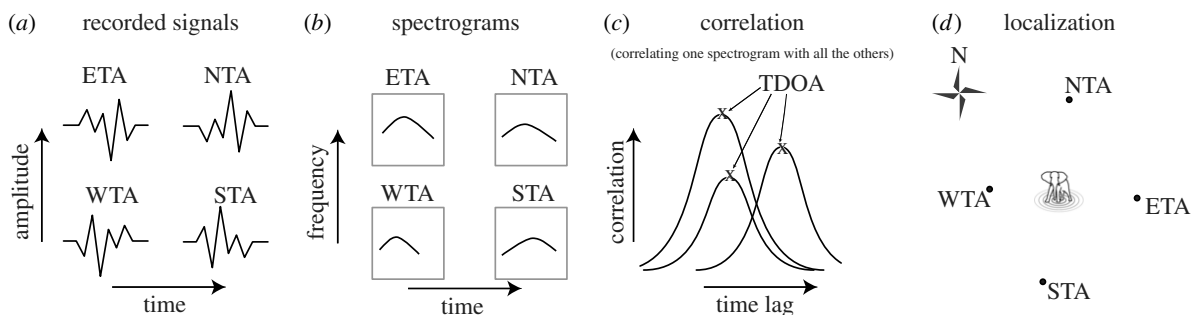 (a) recorded signals
ETA NTA
WTA STA
amplitude
time
(b) spectrograms
ETA NTA
WTA STA
frequency
time
(c) correlation
(correlating one spectrogram with all the others)
TDOA
x
x
x
correlation
time lag
(d) localization
N
NTA
WTA
ETA
STA